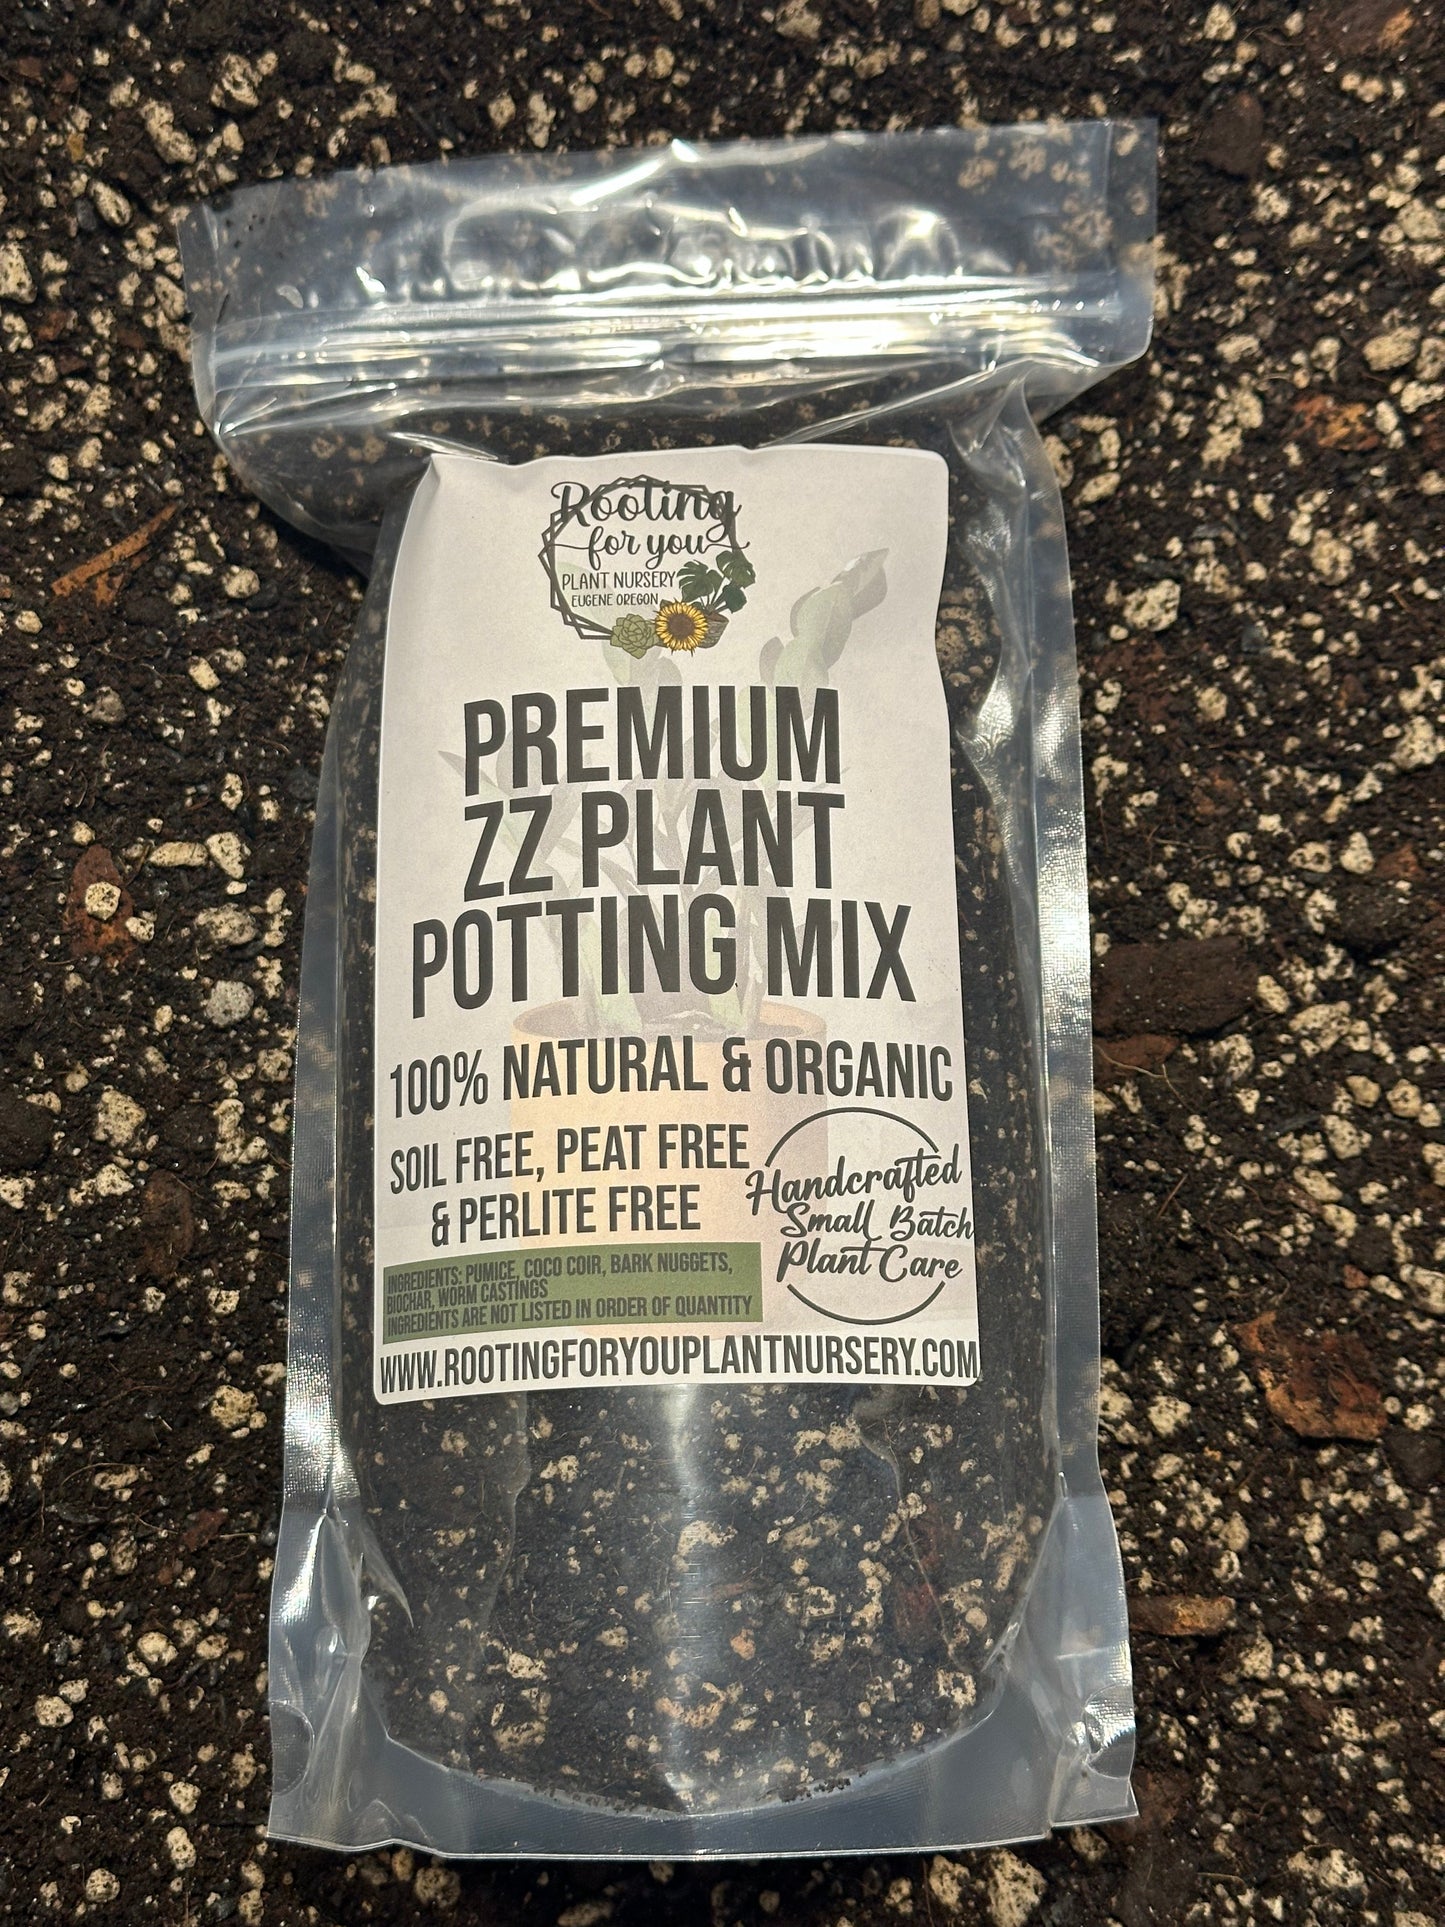 Rooting
for you
PLANT NURSERY
EUGENE OREGON
PREMIUM
ZZ PLANT
POTTING MIX
100% NATURAL & ORGANIC
SOIL FREE, PEAT FREE
& PERLITE FREE
Handcrafted
Small Batch
Plant Care
INGREDIENTS: PUMICE, COCO COIR, BARK NUGGETS,
BIOCHAR, WORM CASTINGS
INGREDIENTS ARE NOT LISTED IN ORDER OF QUANTITY
WWW.ROOTINGFORYOUPLANTNURSERY.COM